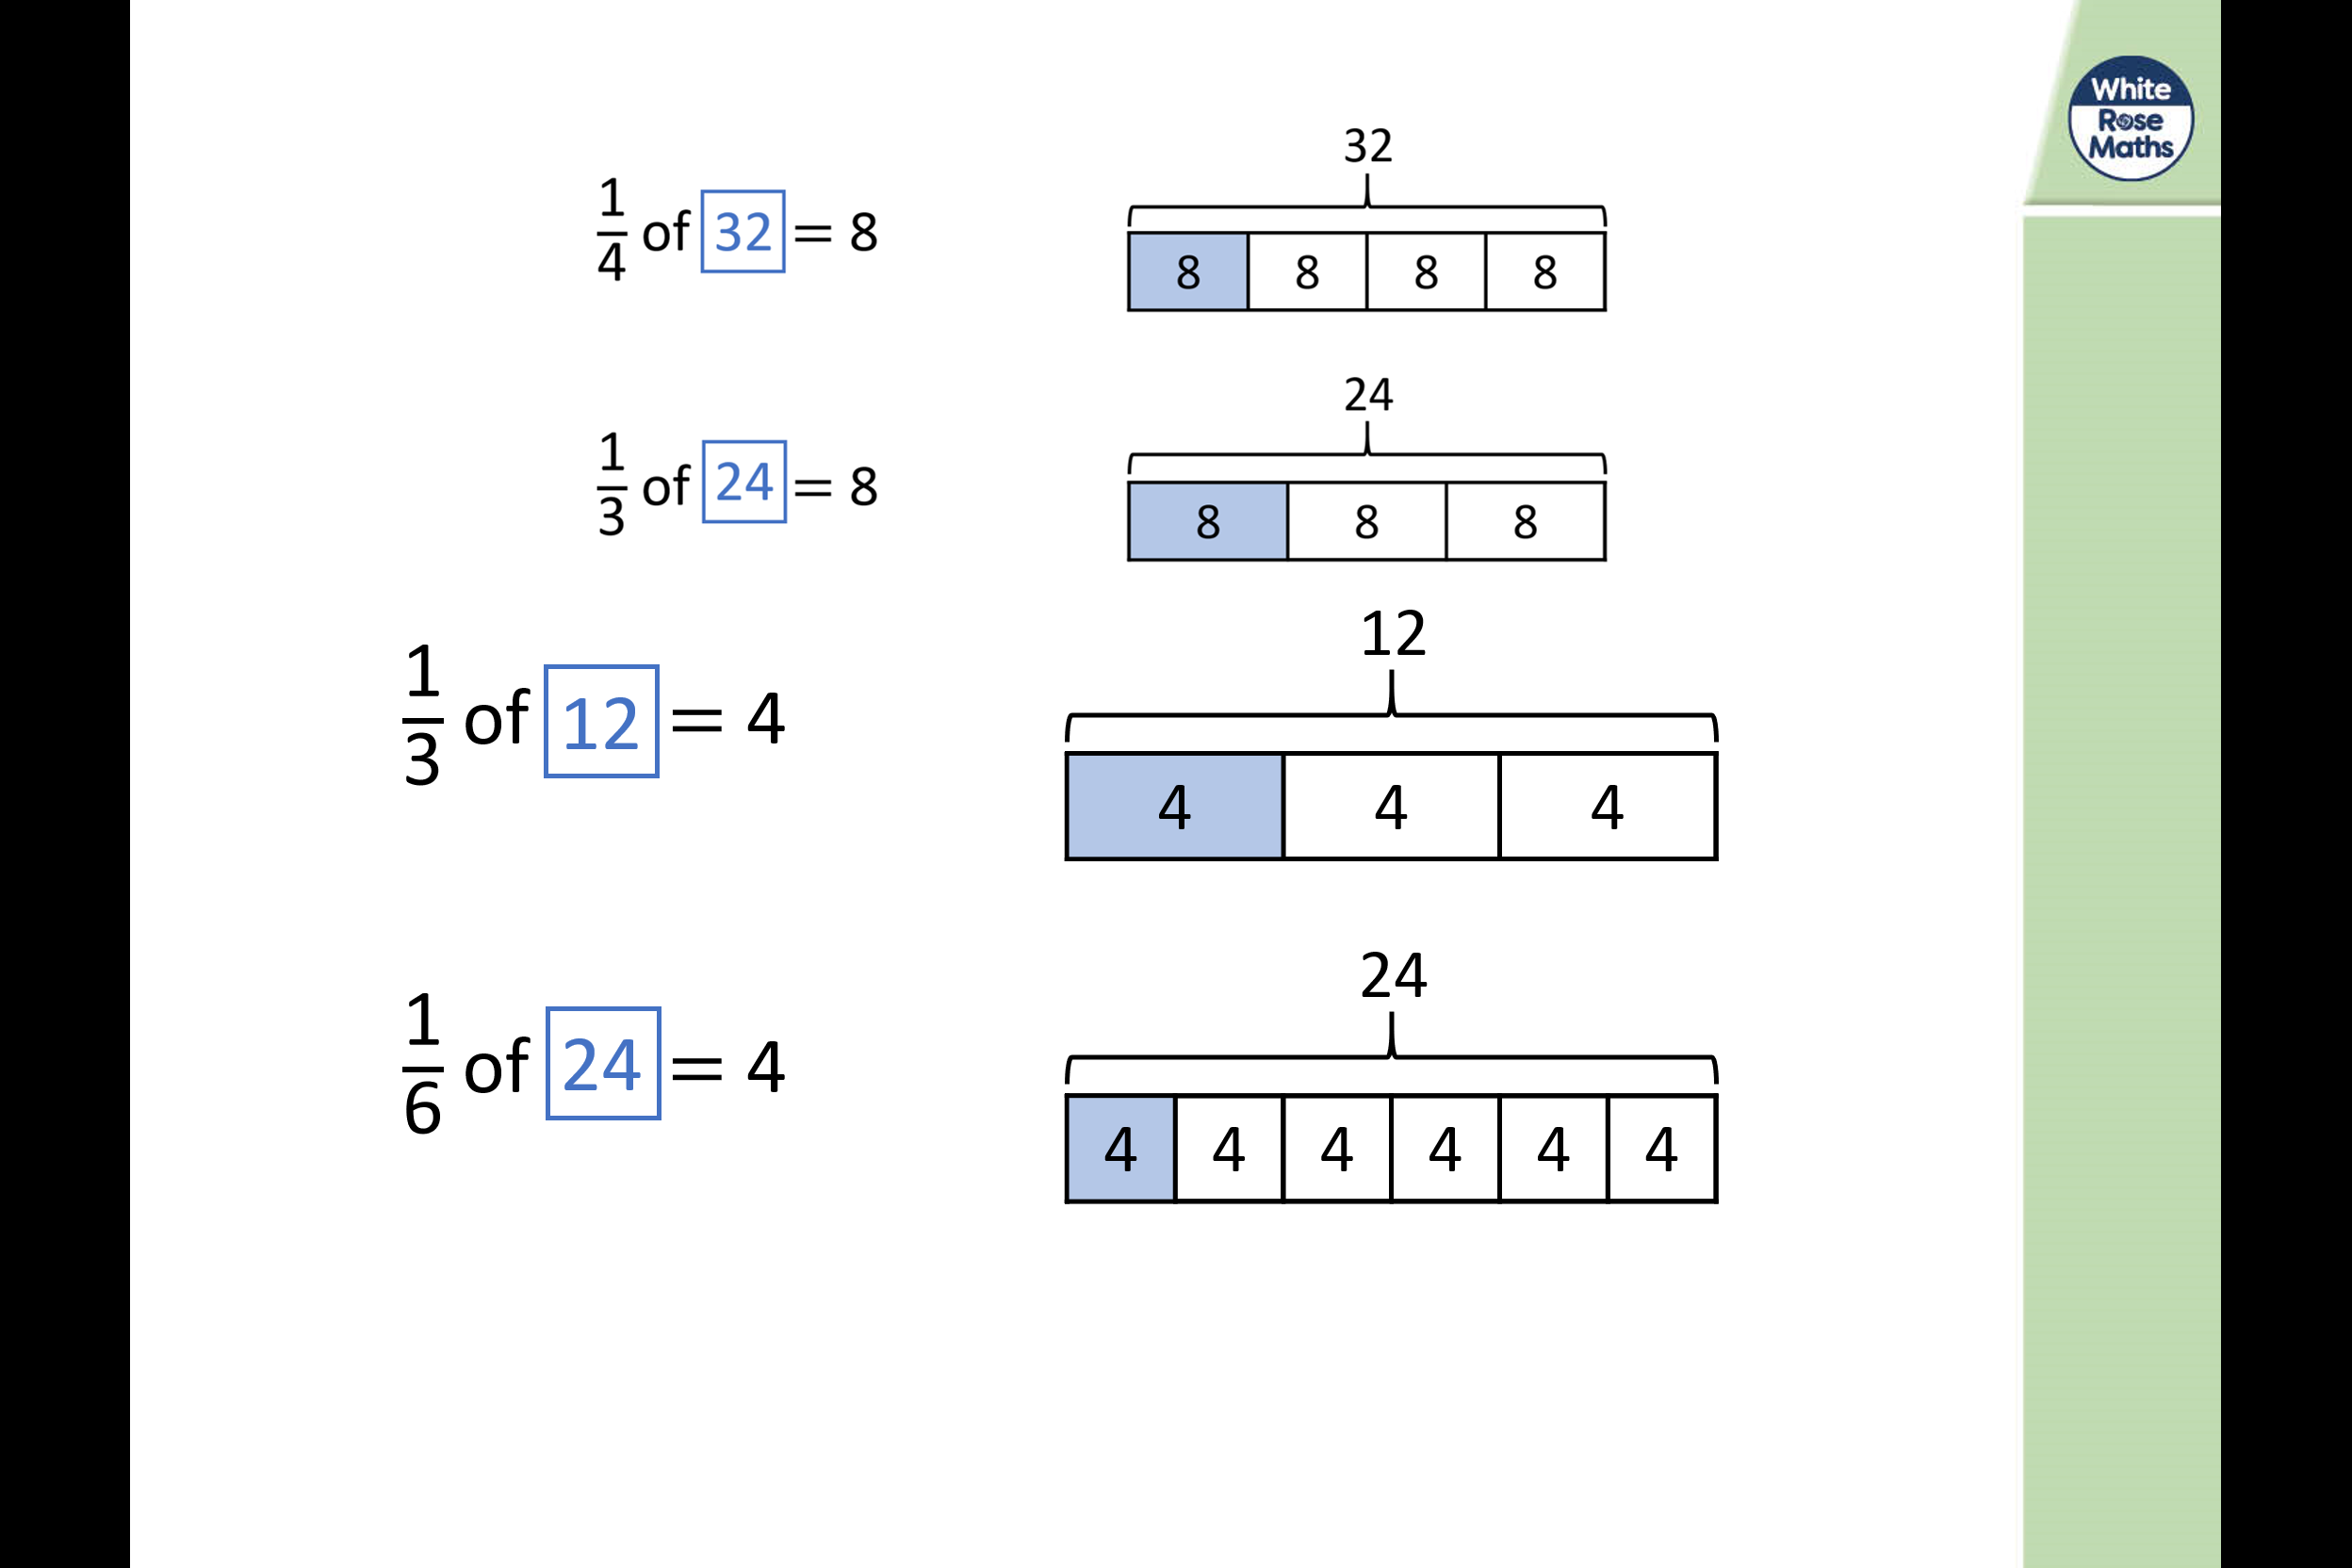 White
Rose
Maths
32
1/4 of 32 = 8
8 8 8 8
24
1/3 of 24 = 8
8 8 8
12
1/3 of 12 = 4
4 4 4
24
1/6 of 24 = 4
4 4 4 4 4 4